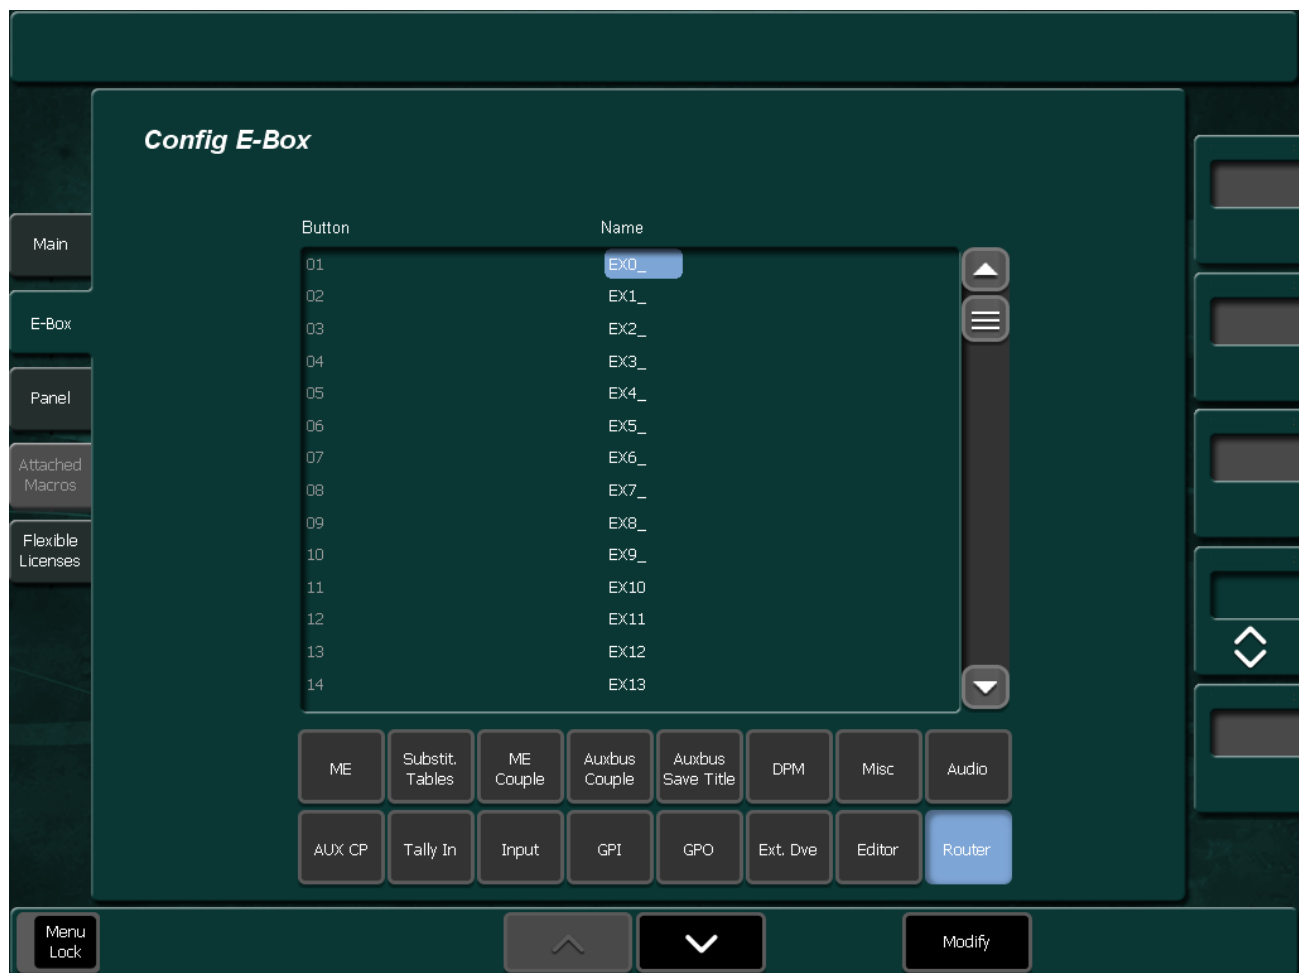 Config E-Box
Button Name
01 EX0_
02 EX1_
03 EX2_
04 EX3_
05 EX4_
06 EX5_
07 EX6_
08 EX7_
09 EX8_
10 EX9_
11 EX10
12 EX11
13 EX12
14 EX13
Main
E-Box
Panel
Attached
Macros
Flexible
Licenses
ME
Substit.
Tables
ME
Couple
Auxbus
Couple
Auxbus
Save Title
DPM
Misc
Audio
AUX CP
Tally In
Input
GPI
GPO
Ext. Dve
Editor
Router
Menu
Lock
Modify